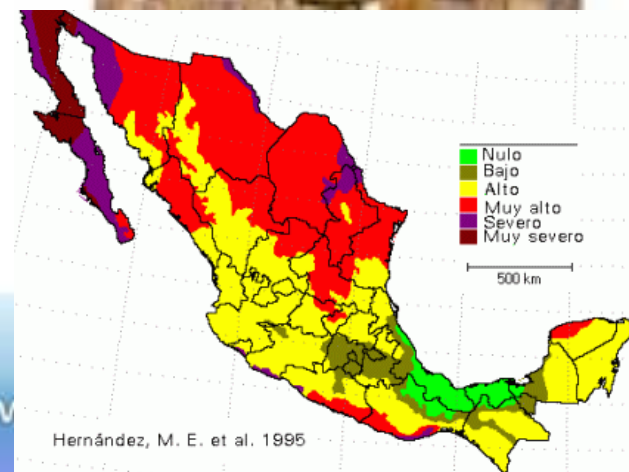 Nulo
Bajo
Alto
Muy alto
Severo
Muy severo
500 km
Hernández, M. E. et al. 1995